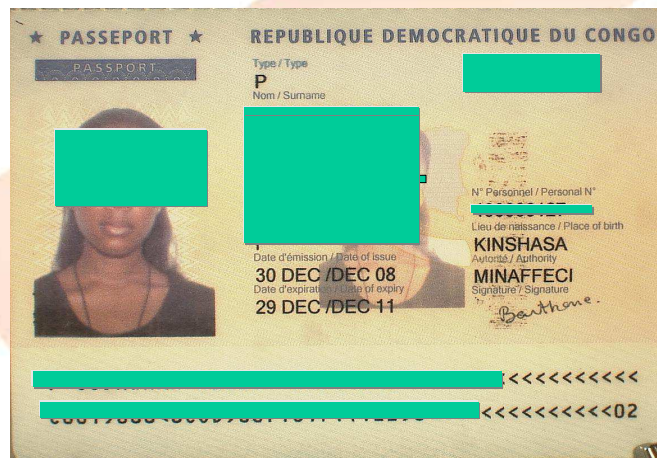 ★ PASSEPORT ★
REPUBLIQUE DEMOCRATIQUE DU CONGO
PASSPORT
Type / Type
P
Nom / Surname
N° Personnel / Personal N°
Lieu de naissance / Place of birth
KINSHASA
Autorité / Authority
MINAFFECI
Signature / Signature
Date d'émission / Date of issue
30 DEC /DEC 08
Date d'expiration / Date of expiry
29 DEC /DEC 11
<<<<<<<<<<
<<<<<<<<<<02